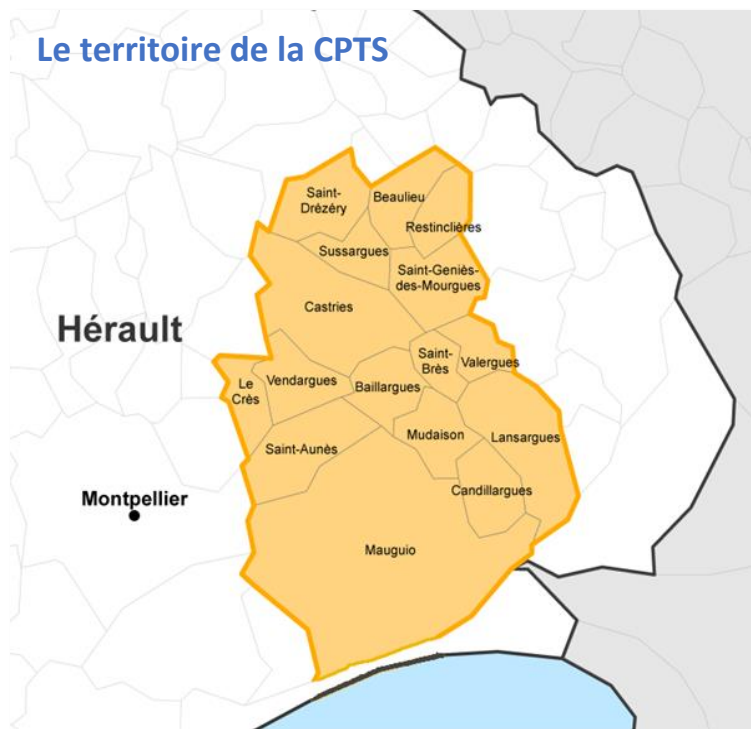 Le territoire de la CPTS
Saint-
Drézéry
Beaulieu
Restinclières
Sussargues
Saint-Geniès-
des-Mourgues
Castries
Hérault
Saint-
Brès
Valergues
Le
Crès
Vendargues
Baillargues
Mudaison
Lansargues
Saint-Aunès
Candillargues
Montpellier
Mauguio